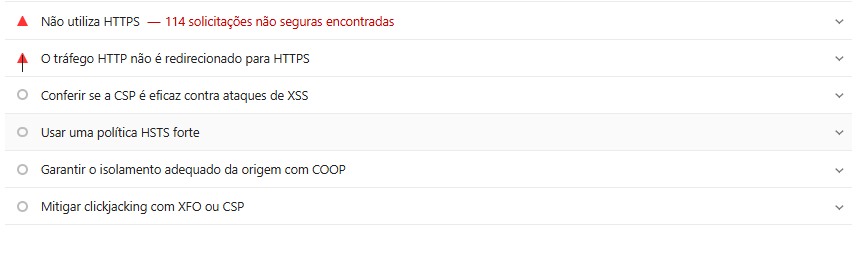 Não utiliza HTTPS — 114 solicitações não seguras encontradas
O tráfego HTTP não é redirecionado para HTTPS
Conferir se a CSP é eficaz contra ataques de XSS
Usar uma política HSTS forte
Garantir o isolamento adequado da origem com COOP
Mitigar clickjacking com XFO ou CSP